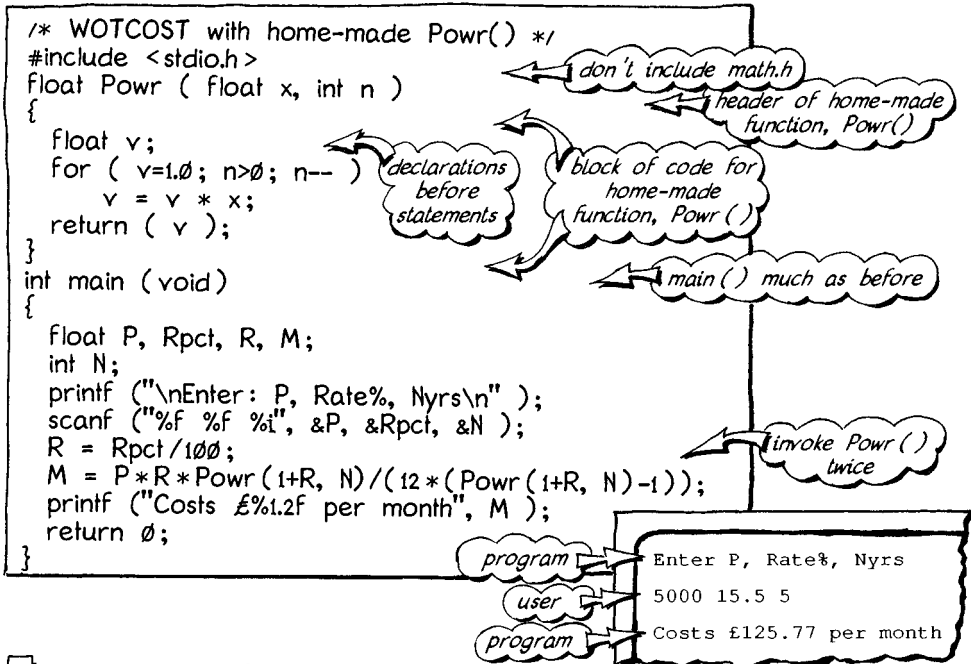 /* WOTCOST with home-made Powr() */
#include <stdio.h>
float Powr ( float x, int n )
{
float v;
for ( v=1.0; n>0; n-- )
v = v * x;
return ( v );
}
int main (void)
{
float P, Rpct, R, M;
int N;
printf ("\nEnter: P, Rate%, Nyrs\n" );
scanf ("%f %f %i", &P, &Rpct, &N );
R = Rpct/100;
M = P*R*Powr(1+R, N)/(12*(Powr(1+R, N)-1));
printf ("Costs £%1.2f per month", M );
return 0;
}
don't include math.h
header of home-made
function, Powr()
declarations
before
statements
block of code for
home-made
function, Powr ()
main () much as before
invoke Powr ()
twice
program
Enter P, Rate%, Nyrs
user
5000 15.5 5
program
Costs £125.77 per month